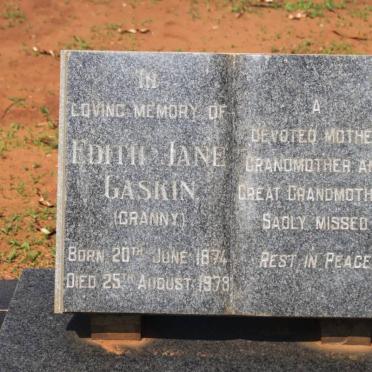 IN
LOVING MEMORY OF
EDITH JANE
GASKIN
(GRANNY)
BORN 20TH JUNE 1874
DIED 25TH AUGUST 1978
A
DEVOTED MOTHE
GRANDMOTHER AN
GREAT GRANDMOTH
SADLY MISSED
REST IN PEACE